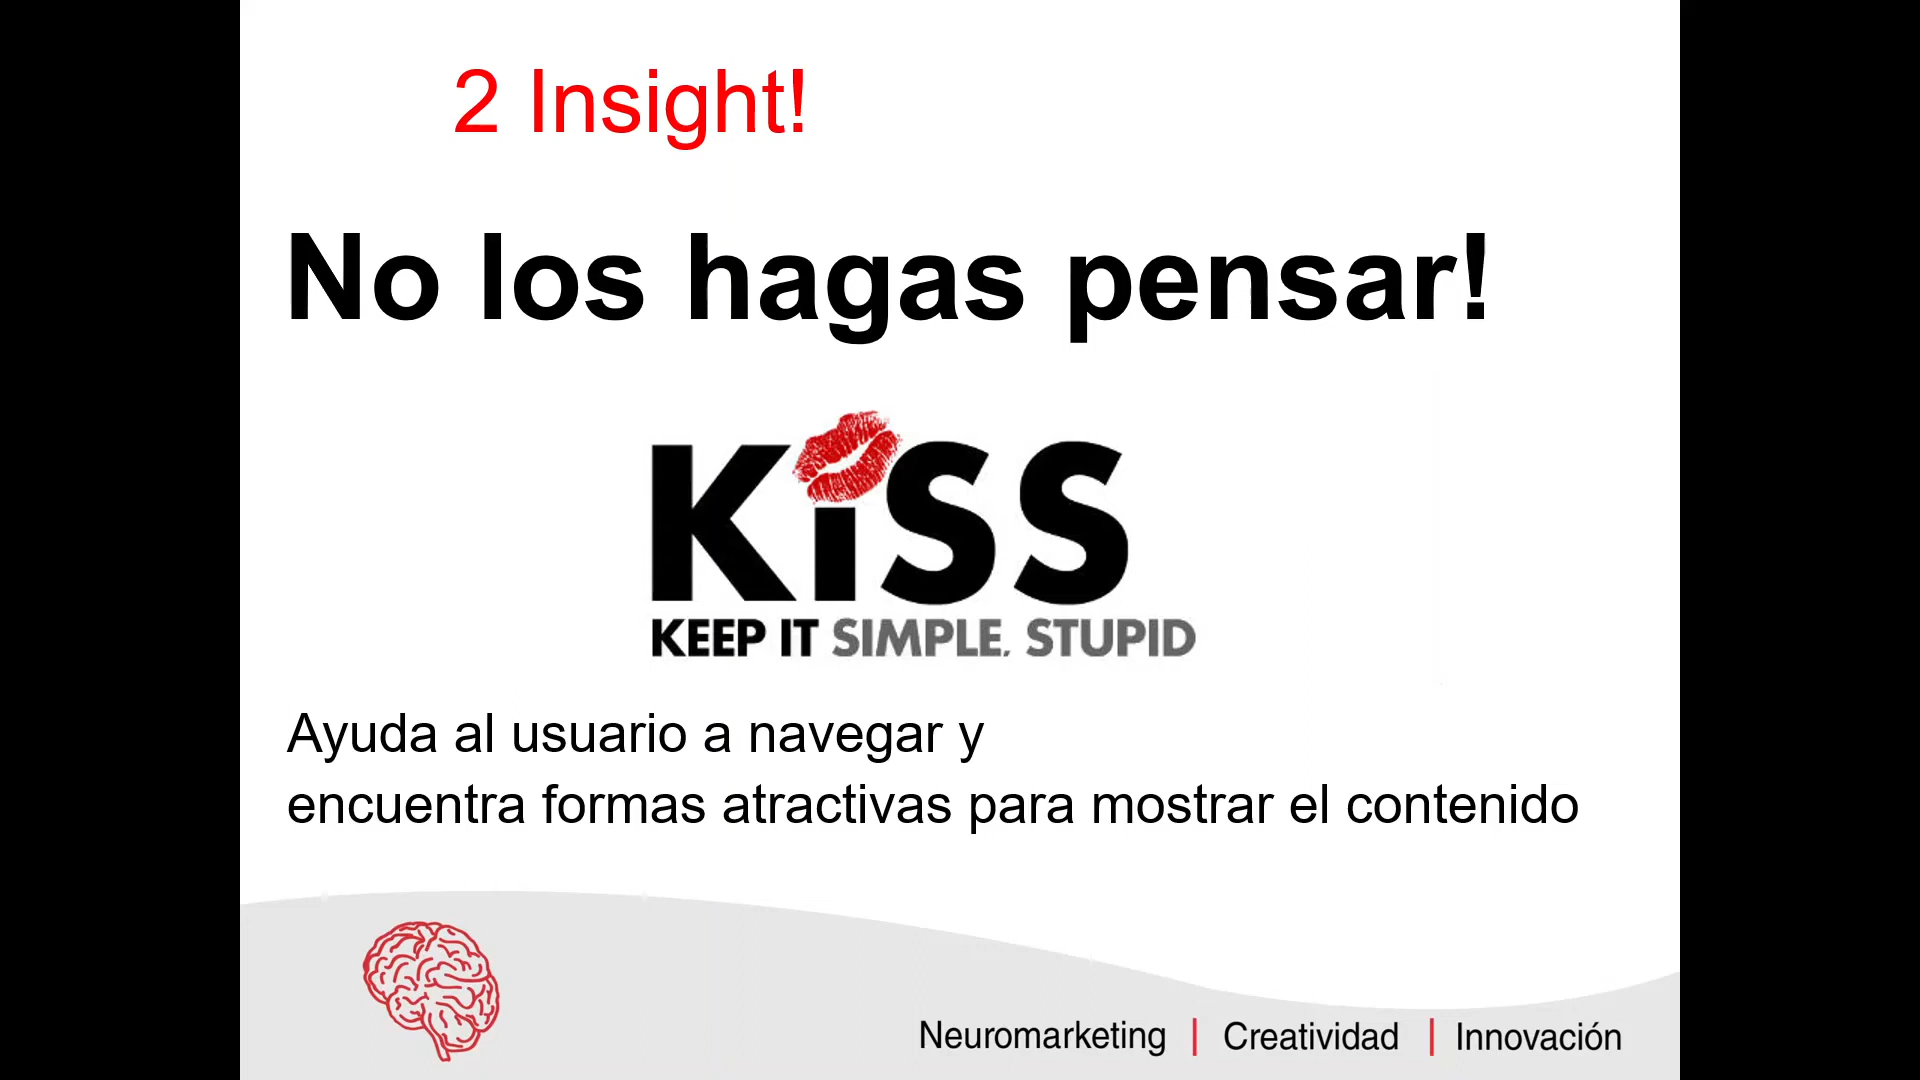 2 Insight!
No los hagas pensar!
KiSS
KEEP IT SIMPLE. STUPID
Ayuda al usuario a navegar y
encuentra formas atractivas para mostrar el contenido
Neuromarketing | Creatividad | Innovación